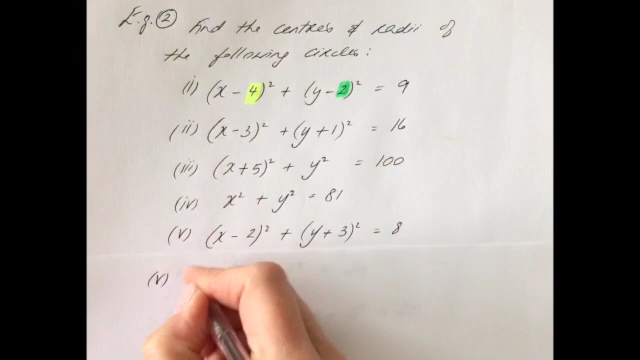 E.g. ② Find the centres & radii of
the following circles:
(i) (x - 4)² + (y - 2)² = 9
(ii) (x - 3)² + (y + 1)² = 16
(iii) (x + 5)² + y² = 100
(iv) x² + y² = 81
(v) (x - 2)² + (y + 3)² = 8
(v)